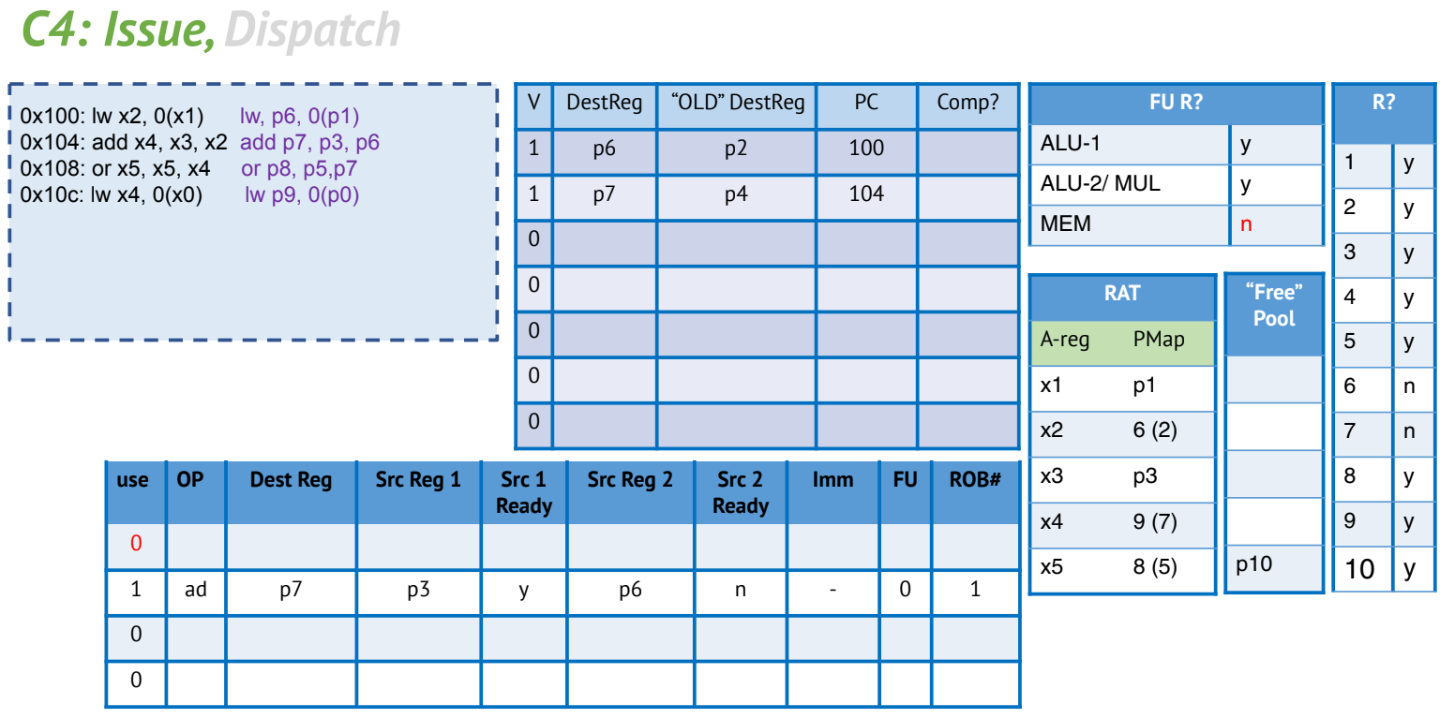 C4: Issue, Dispatch
0x100: lw x2, 0(x1) lw, p6, 0(p1)
0x104: add x4, x3, x2 add p7, p3, p6
0x108: or x5, x5, x4 or p8, p5,p7
0x10c: lw x4, 0(x0) lw p9, 0(p0)
V DestReg "OLD" DestReg PC Comp?
1 p6 p2 100
1 p7 p4 104
0
0
0
0
0
FU R?
ALU-1 y
ALU-2/ MUL y
MEM n
RAT
A-reg PMap
x1 p1
x2 6 (2)
x3 p3
x4 9 (7)
x5 8 (5)
“Free”
Pool
p10
R?
1 y
2 y
3 y
4 y
5 y
6 n
7 n
8 y
9 y
10 y
use OP Dest Reg Src Reg 1 Src 1 Ready Src Reg 2 Src 2 Ready Imm FU ROB#
0
1 ad p7 p3 y p6 n - 0 1
0
0